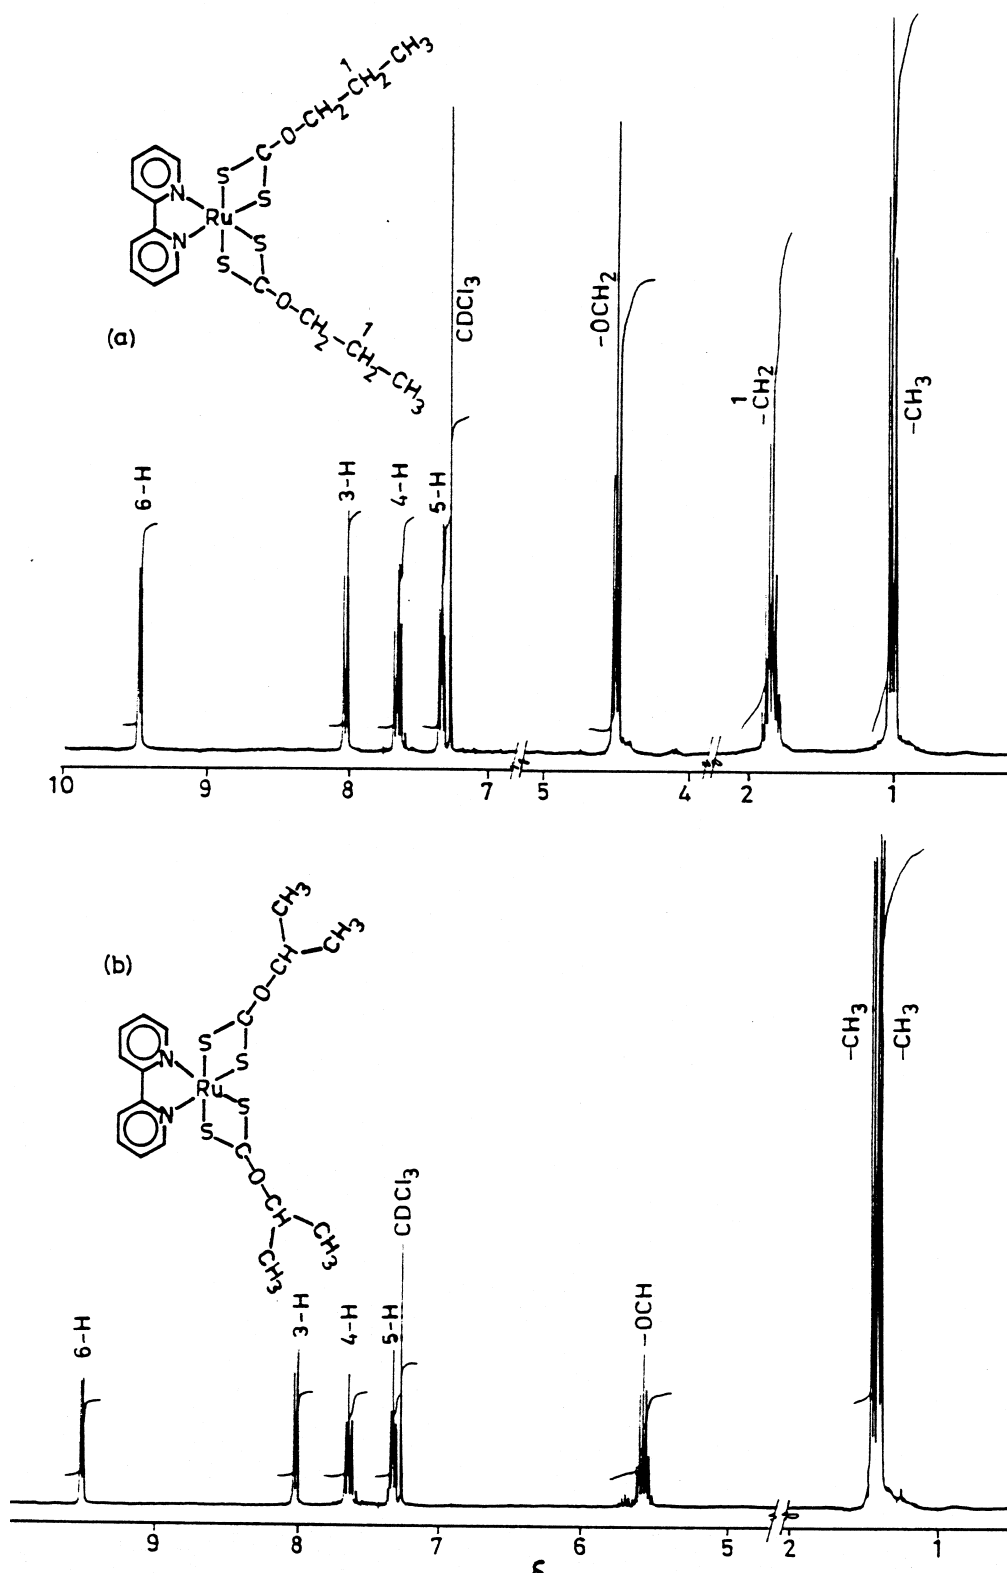 (a)
CH3
1
CH2
O-CH2
C
S
S
N
Ru
N
S
S
C
O-CH2
1
-CH2
-CH3
6-H
3-H
4-H
5-H
CDCl3
-OCH2
1
-CH2
-CH3
10 9 8 7 5 4 2 1
(b)
CH3
CH3
CH
O
C
S
S
N
Ru
N
S
S
C
O
CH
CH3
CH3
6-H
3-H
4-H
5-H
CDCl3
-OCH
-CH3
-CH3
9 8 7 6 5 2 1
δ